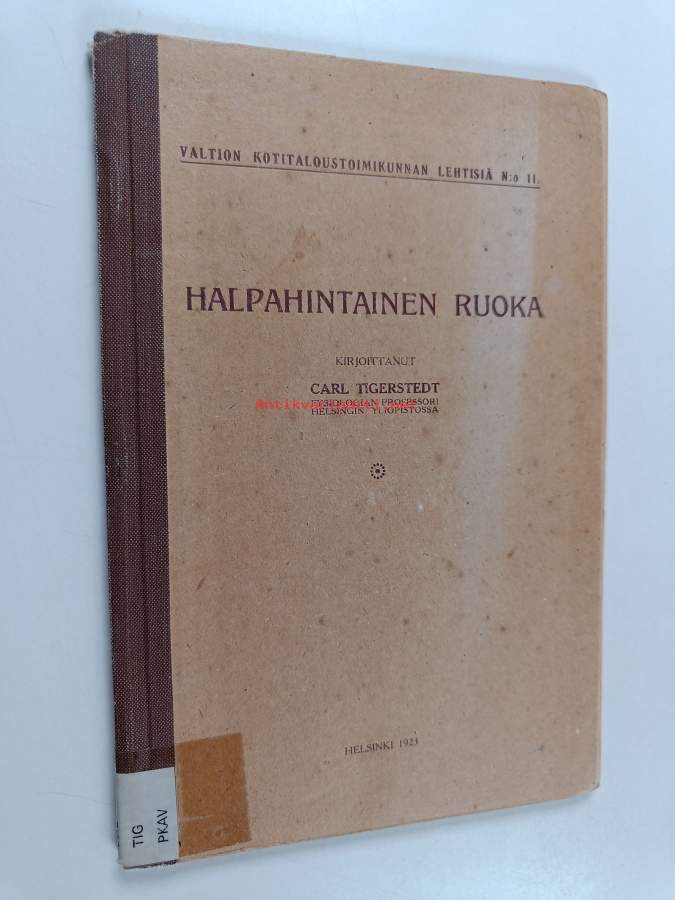 VALTION KOTITALOUSTOIMIKUNNAN LEHTISIÄ N:o 11.
HALPAHINTAINEN RUOKA
KIRJOITTANUT
CARL TIGERSTEDT
FYSIOLOGIAN PROFESSORI
HELSINGIN YLIOPISTOSSA
HELSINKI 1923
TIG
PKAV